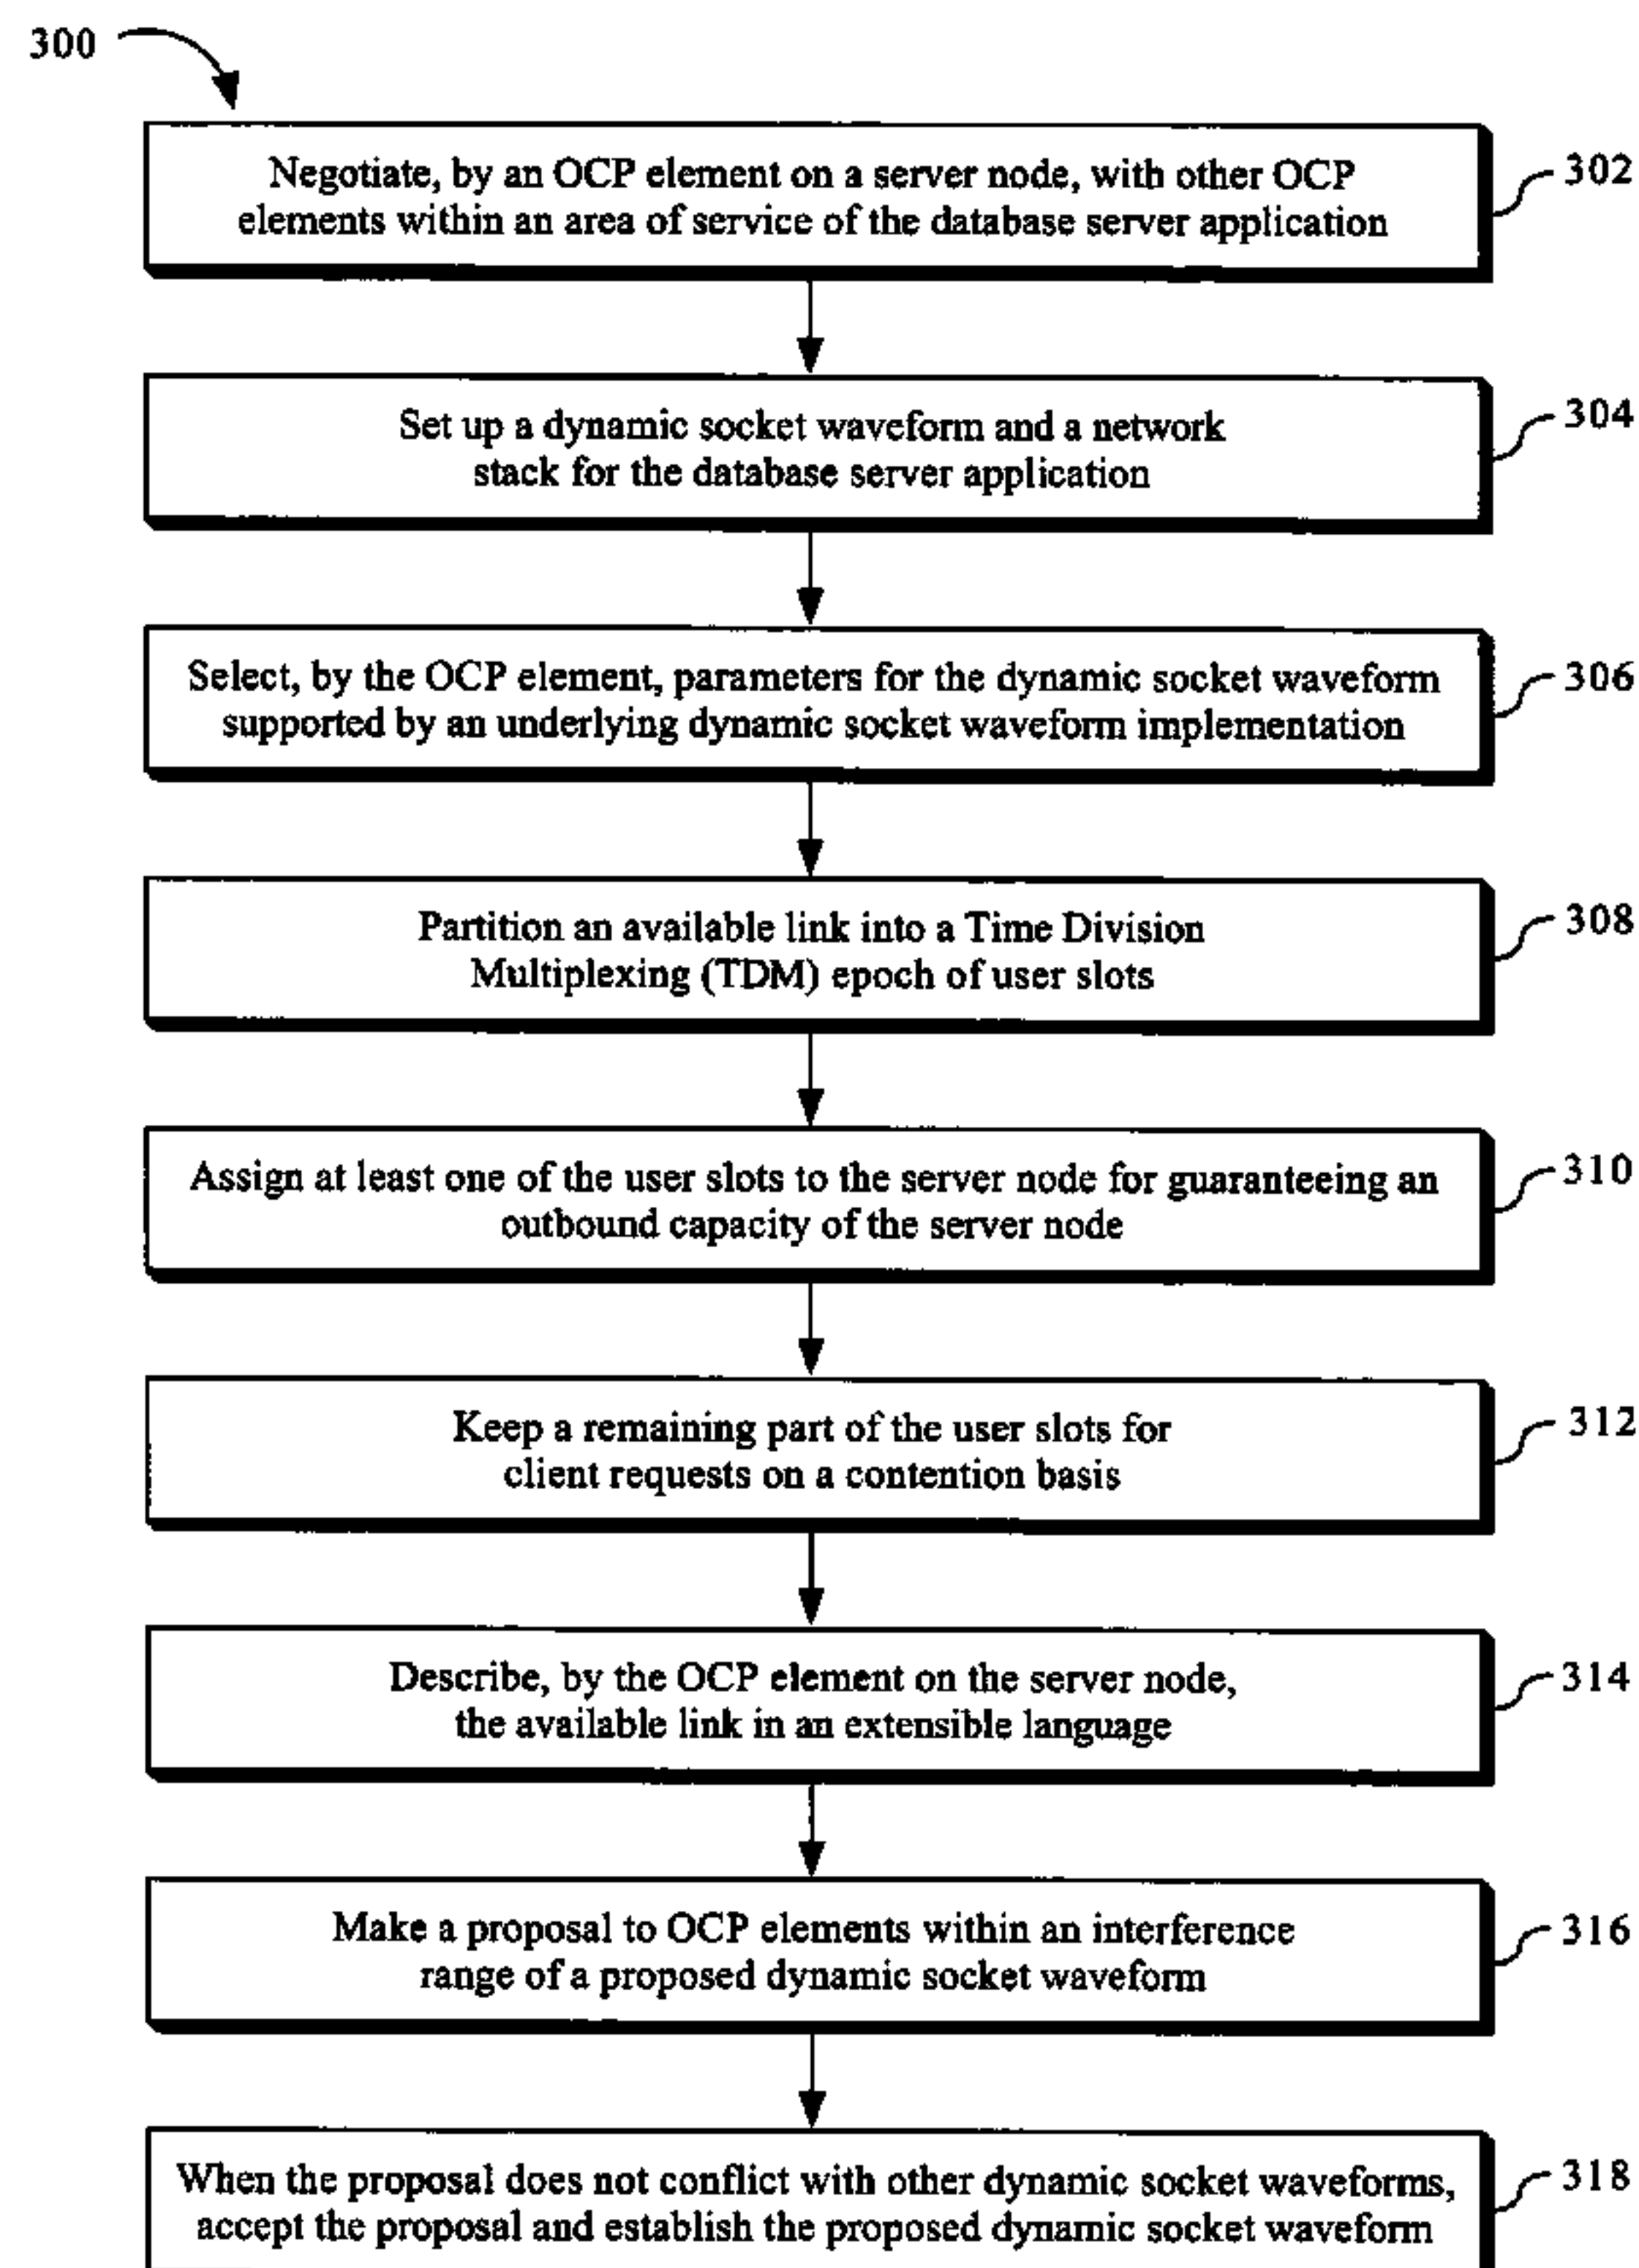 300
Negotiate, by an OCP element on a server node, with other OCP
elements within an area of service of the database server application
302
Set up a dynamic socket waveform and a network
stack for the database server application
304
Select, by the OCP element, parameters for the dynamic socket waveform
supported by an underlying dynamic socket waveform implementation
306
Partition an available link into a Time Division
Multiplexing (TDM) epoch of user slots
308
Assign at least one of the user slots to the server node for guaranteeing an
outbound capacity of the server node
310
Keep a remaining part of the user slots for
client requests on a contention basis
312
Describe, by the OCP element on the server node,
the available link in an extensible language
314
Make a proposal to OCP elements within an interference
range of a proposed dynamic socket waveform
316
When the proposal does not conflict with other dynamic socket waveforms,
accept the proposal and establish the proposed dynamic socket waveform
318